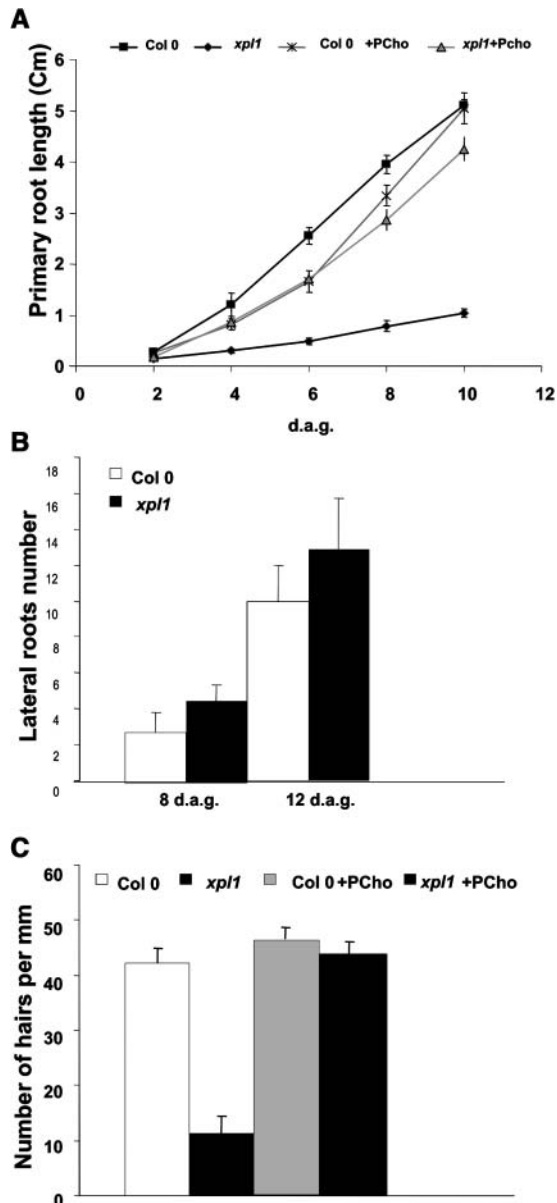 A
Col 0 xpl1 Col 0 +PCho xpl1+Pcho
Primary root length (Cm)
6
5
4
3
2
1
0
0 2 4 6 8 10 12
d.a.g.
B
Col 0
xpl1
Lateral roots number
18
16
14
12
10
8
6
4
2
0
8 d.a.g. 12 d.a.g.
C
Col 0 xpl1 Col 0+PCho xpl1 +PCho
Number of hairs per mm
60
50
40
30
20
10
0